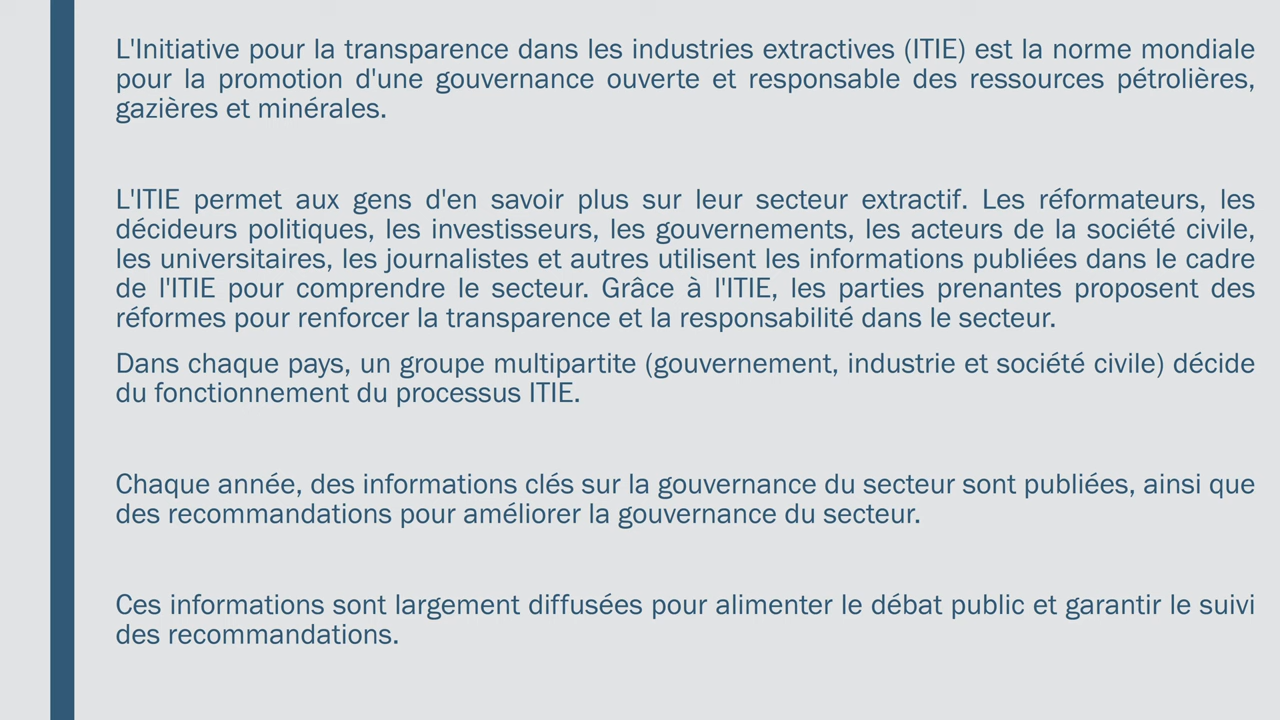 L'Initiative pour la transparence dans les industries extractives (ITIE) est la norme mondiale
pour la promotion d'une gouvernance ouverte et responsable des ressources pétrolières,
gazières et minérales.
L'ITIE permet aux gens d'en savoir plus sur leur secteur extractif. Les réformateurs, les
décideurs politiques, les investisseurs, les gouvernements, les acteurs de la société civile,
les universitaires, les journalistes et autres utilisent les informations publiées dans le cadre
de l'ITIE pour comprendre le secteur. Grâce à l'ITIE, les parties prenantes proposent des
réformes pour renforcer la transparence et la responsabilité dans le secteur.
Dans chaque pays, un groupe multipartite (gouvernement, industrie et société civile) décide
du fonctionnement du processus ITIE.
Chaque année, des informations clés sur la gouvernance du secteur sont publiées, ainsi que
des recommandations pour améliorer la gouvernance du secteur.
Ces informations sont largement diffusées pour alimenter le débat public et garantir le suivi
des recommandations.